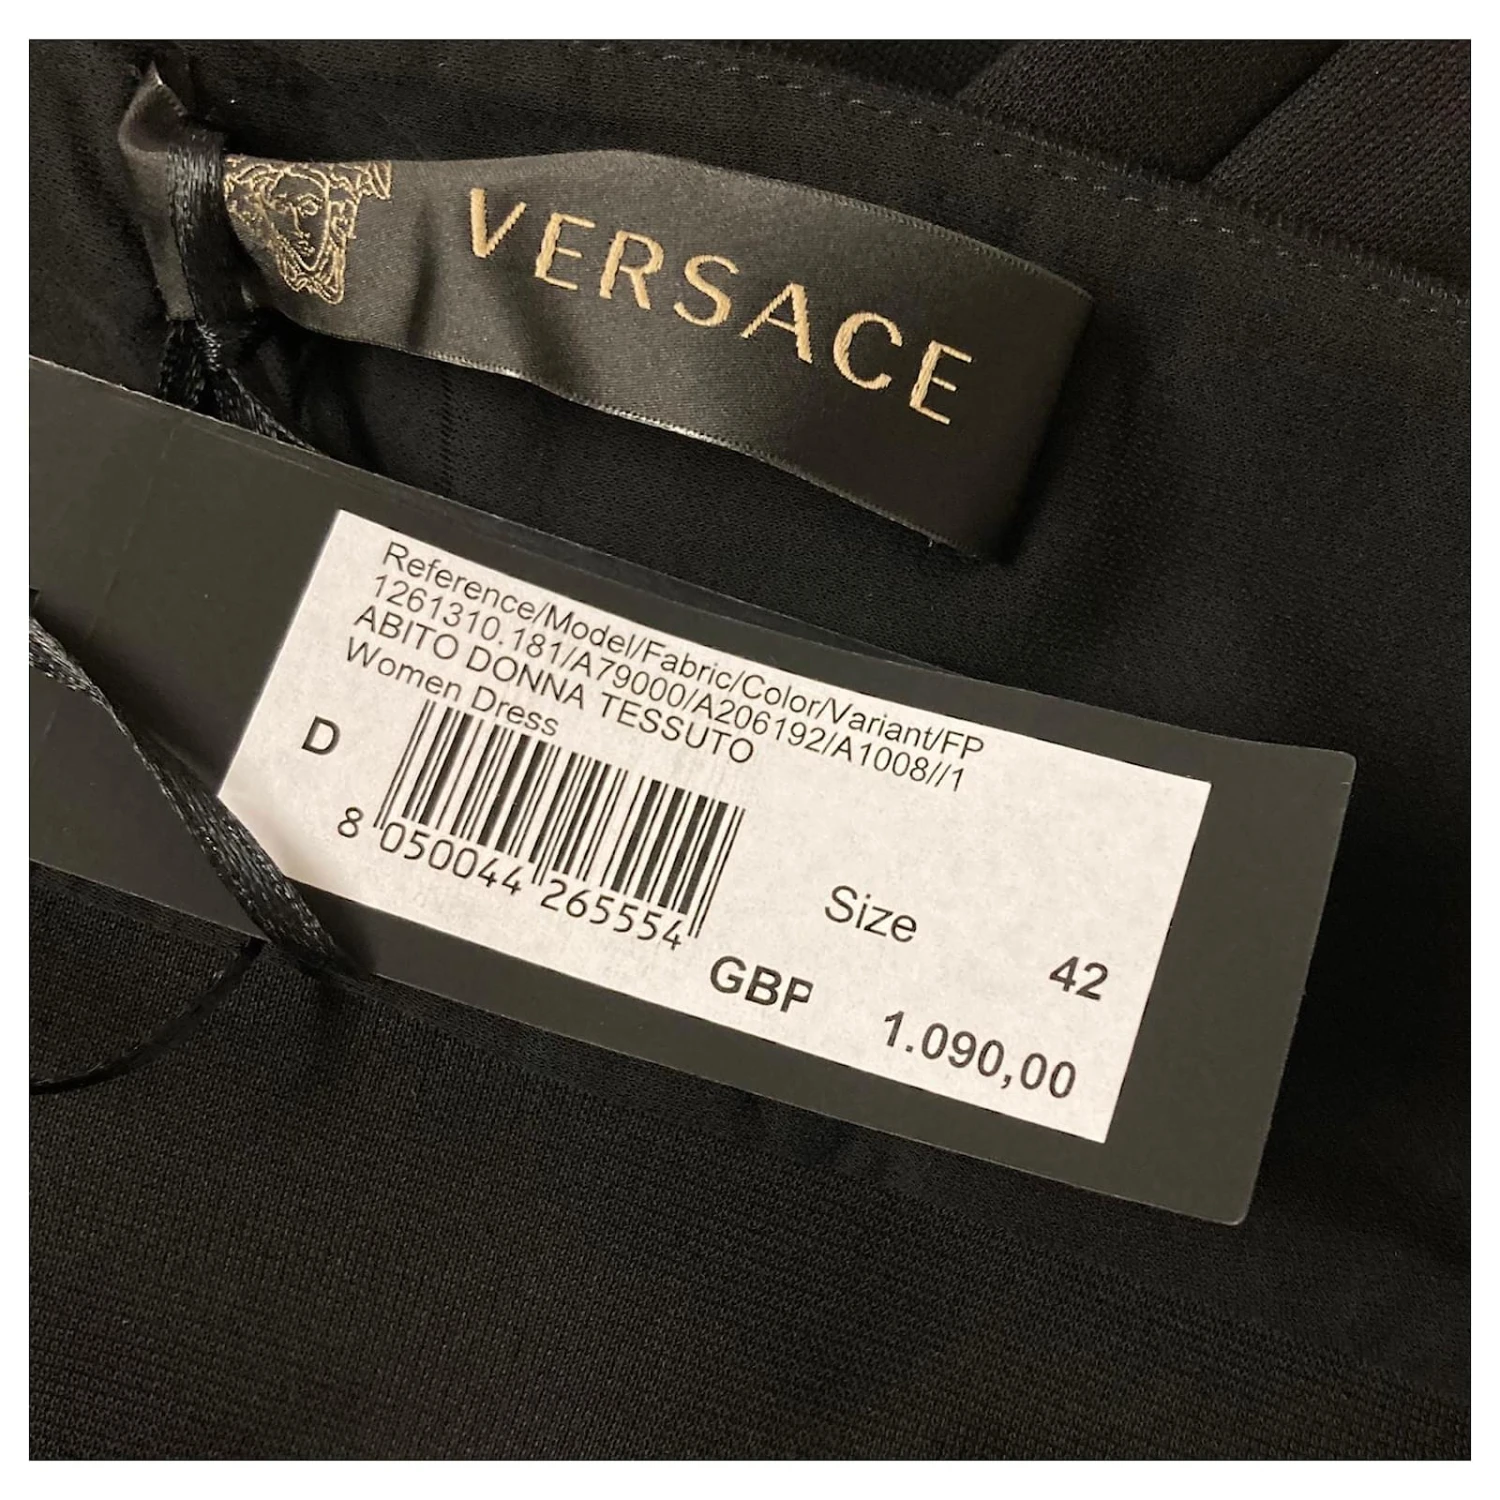 VERSACE
Reference/Model/Fabric/Color/Variant/FP
1261310.181/A79000/A206192/A1008//1
ABITO DONNA TESSUTO
Women Dress
D
8 050044 265554
Size 42
GBP 1.090,00